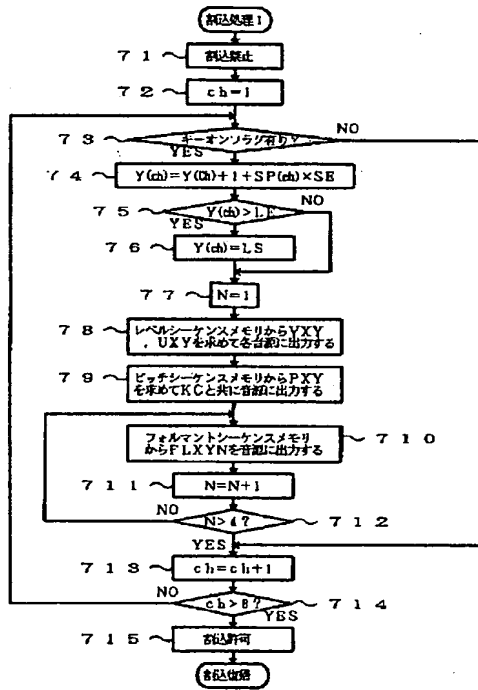 割込処理1
71 割込禁止
72 ch=1
73 キーオンフラグ有り? NO
YES
74 Y(ch)=Y(Ch)+1+SP(ch)×SE
75 Y(ch)>LE NO
YES
76 Y(ch)=LS
77 N=1
78 レベルシーケンスメモリからVXY
, UXYを求めて各音源に出力する
79 ピッチシーケンスメモリからPXY
を求めてKCと共に音源に出力する
フォルマントシーケンスメモリ 710
からFLXYNを音源に出力する
711 N=N+1
NO N>4? 712
YES
713 ch=ch+1
NO ch>8? 714
YES
715 割込許可
割込復帰